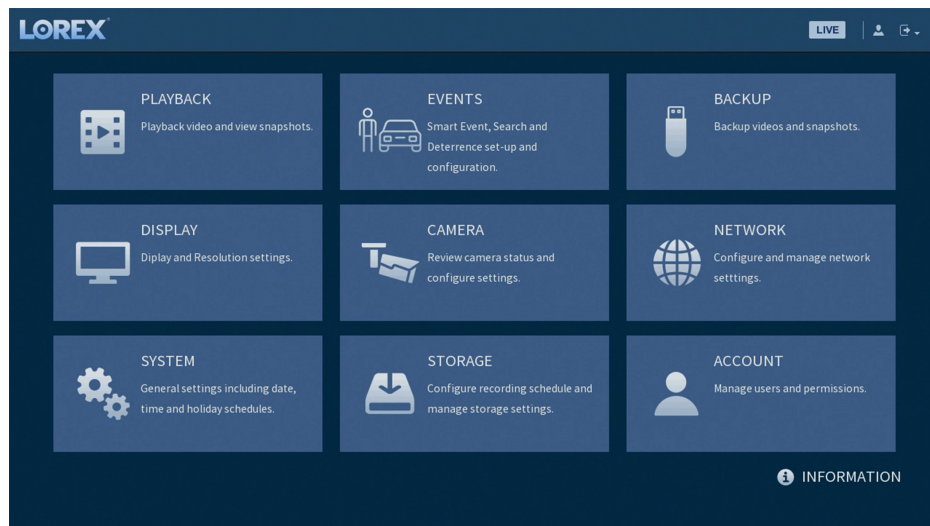 LOREX
LIVE
PLAYBACK
Playback video and view snapshots.
EVENTS
Smart Event, Search and
Deterrence set-up and
configuration.
BACKUP
Backup videos and snapshots.
DISPLAY
Diplay and Resolution settings.
CAMERA
Review camera status and
configure settings.
NETWORK
Configure and manage network
setttings.
SYSTEM
General settings including date,
time and holiday schedules.
STORAGE
Configure recording schedule and
manage storage settings.
ACCOUNT
Manage users and permissions.
INFORMATION